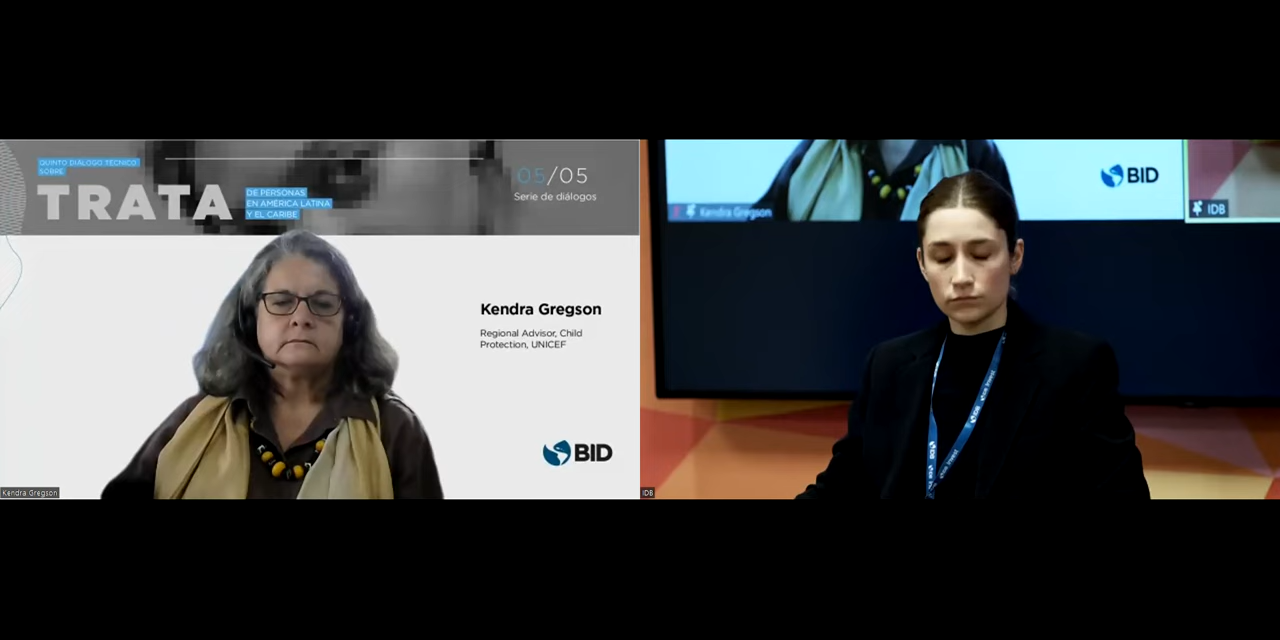 QUINTO DIÁLOGO TÉCNICO
SOBRE
TRATA
DE PERSONAS
EN AMÉRICA LATINA
Y EL CARIBE
05/05
Serie de diálogos
Kendra Gregson
Regional Advisor, Child
Protection, UNICEF
BID
Kendra Gregson
BID
Kendra Gregson
IDB
IDB